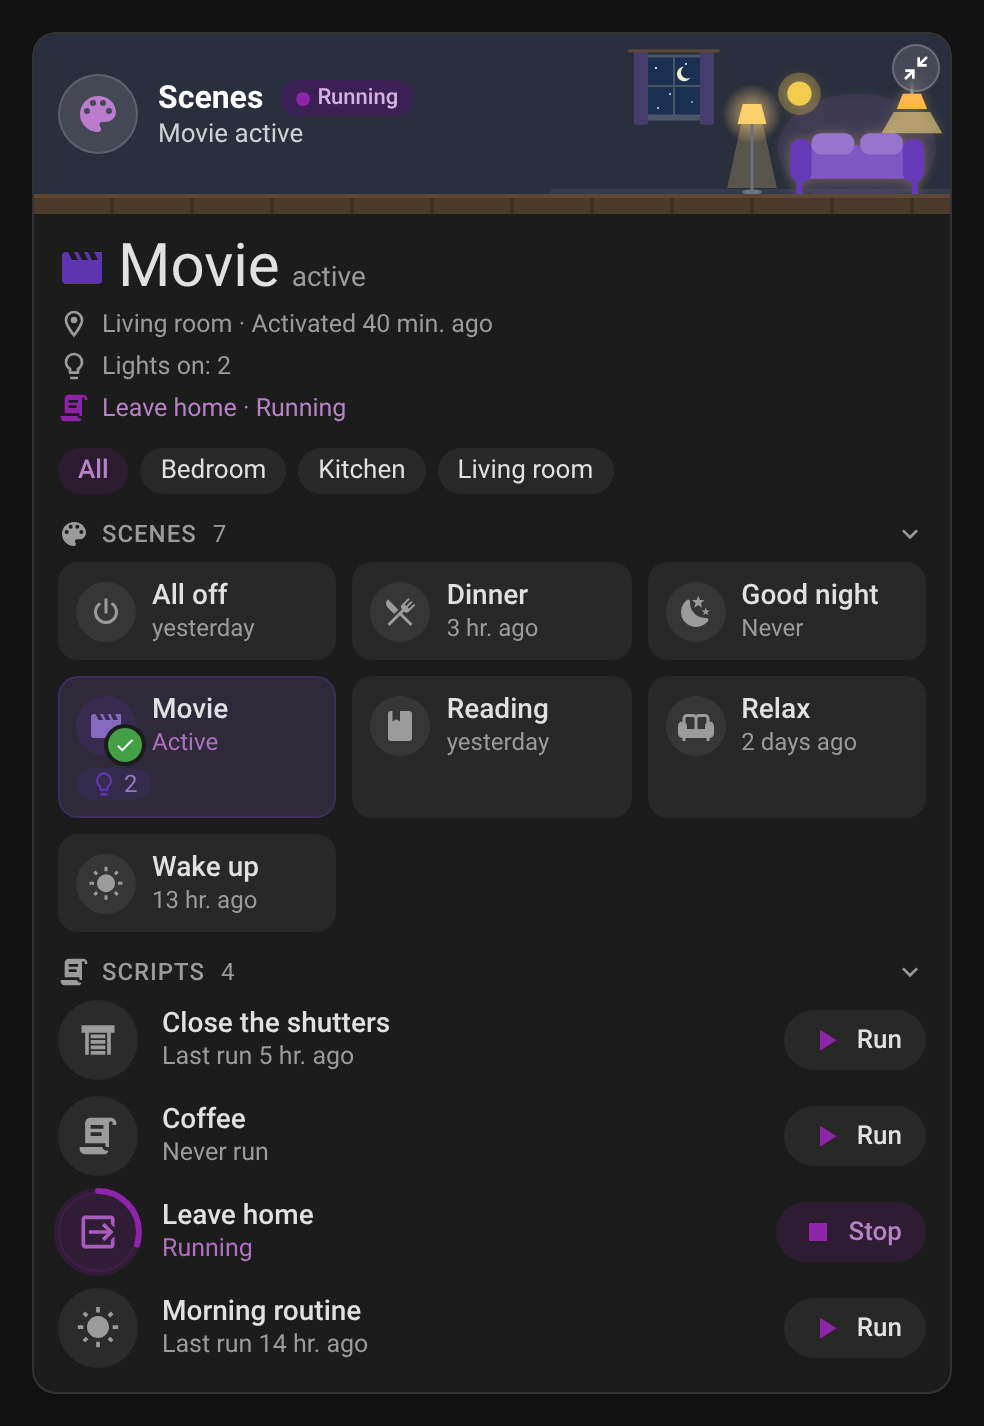 Scenes
Running
Movie active
Movie active
Living room · Activated 40 min. ago
Lights on: 2
Leave home · Running
All
Bedroom
Kitchen
Living room
SCENES 7
All off
yesterday
Dinner
3 hr. ago
Good night
Never
Movie
Active
2
Reading
yesterday
Relax
2 days ago
Wake up
13 hr. ago
SCRIPTS 4
Close the shutters
Last run 5 hr. ago
Run
Coffee
Never run
Run
Leave home
Running
Stop
Morning routine
Last run 14 hr. ago
Run